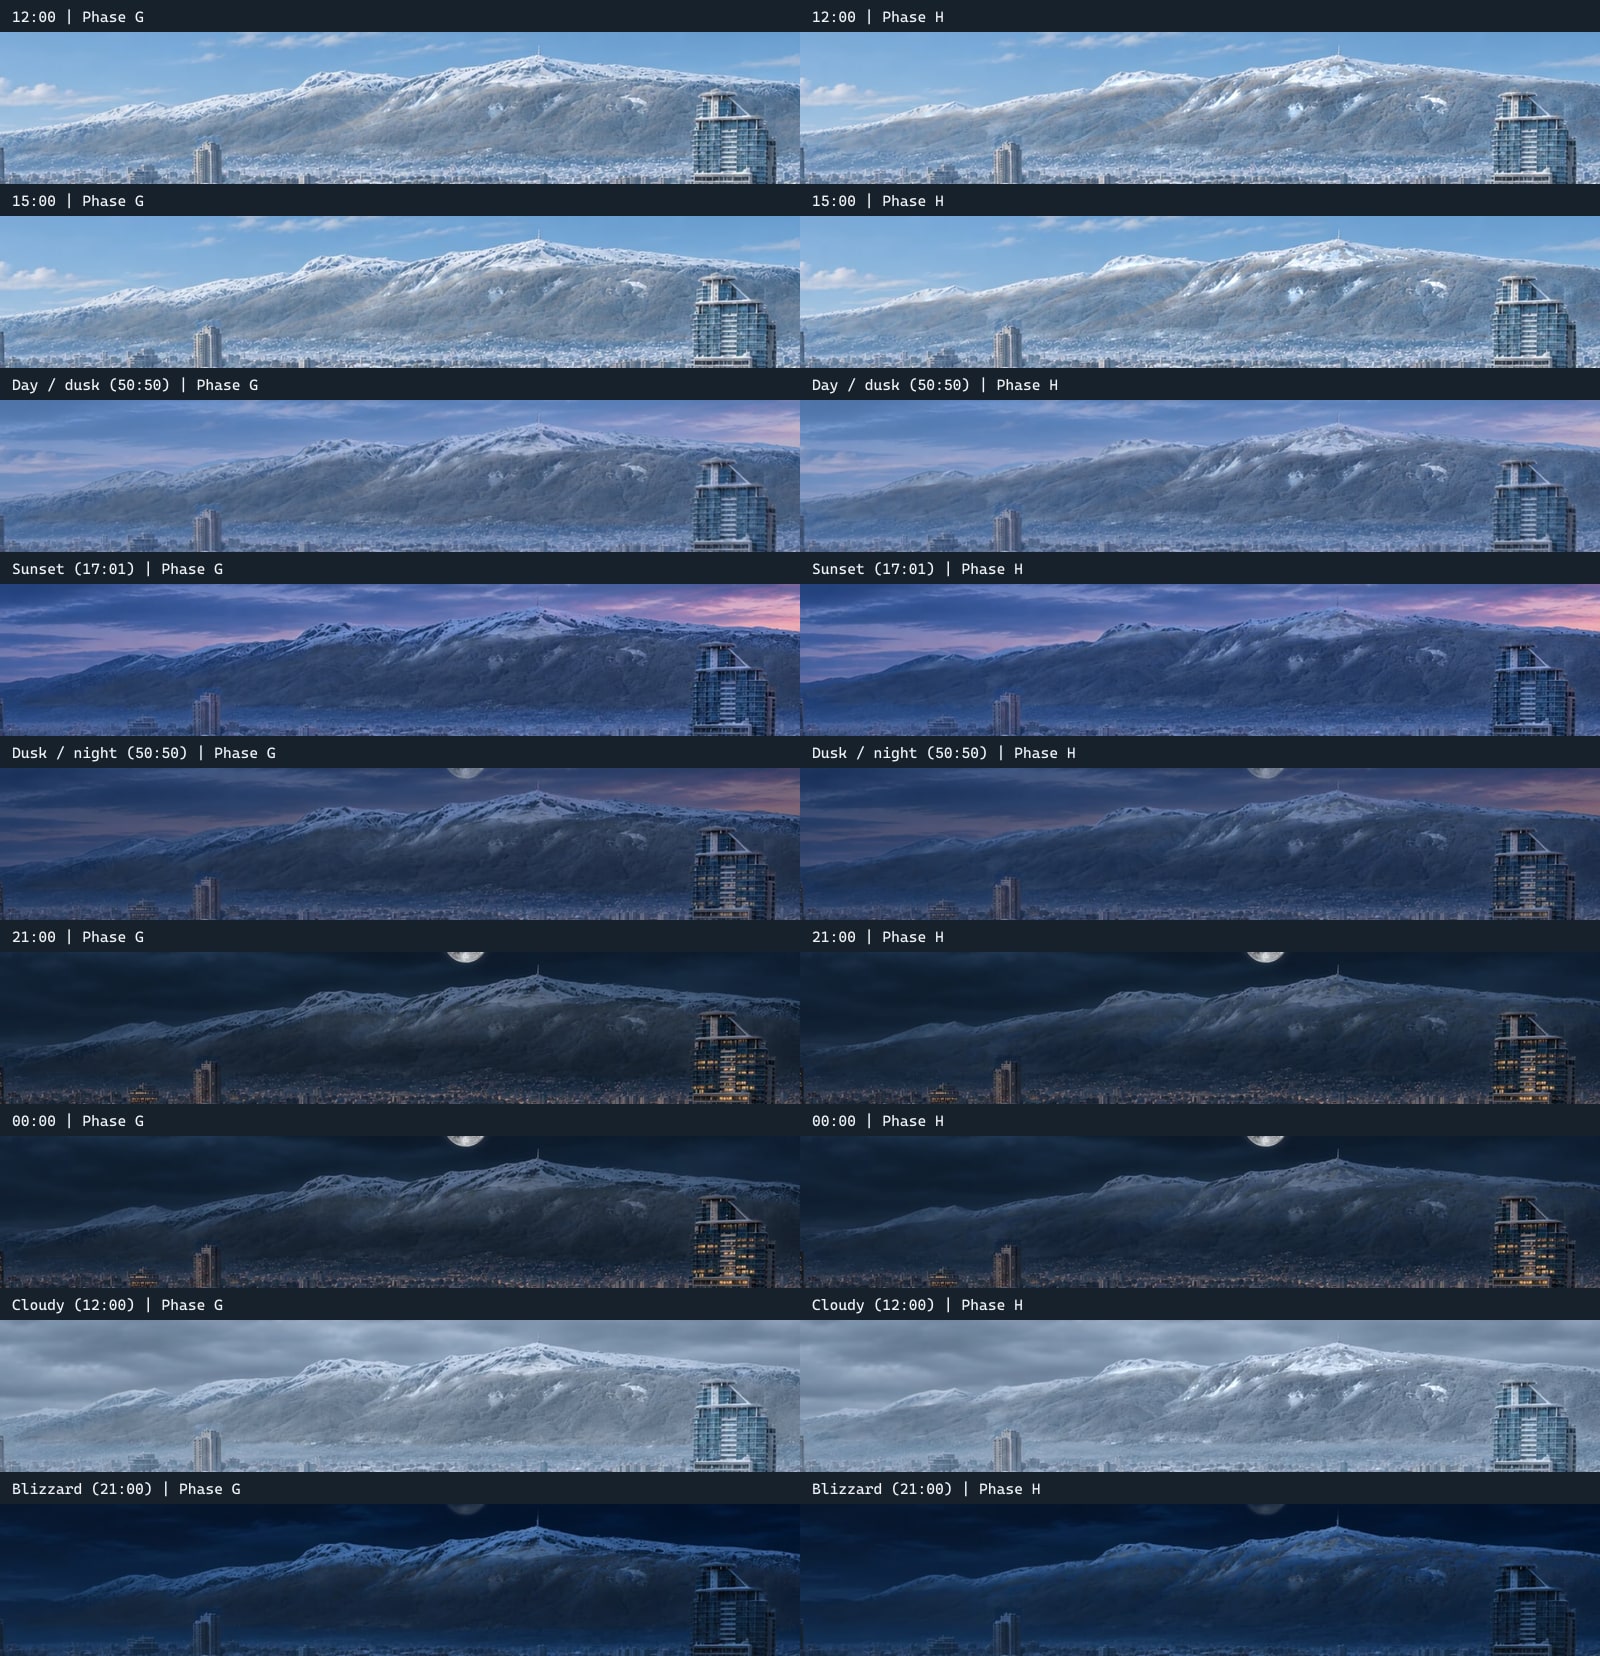 12:00 | Phase G
12:00 | Phase H
15:00 | Phase G
15:00 | Phase H
Day / dusk (50:50) | Phase G
Day / dusk (50:50) | Phase H
Sunset (17:01) | Phase G
Sunset (17:01) | Phase H
Dusk / night (50:50) | Phase G
Dusk / night (50:50) | Phase H
21:00 | Phase G
21:00 | Phase H
00:00 | Phase G
00:00 | Phase H
Cloudy (12:00) | Phase G
Cloudy (12:00) | Phase H
Blizzard (21:00) | Phase G
Blizzard (21:00) | Phase H